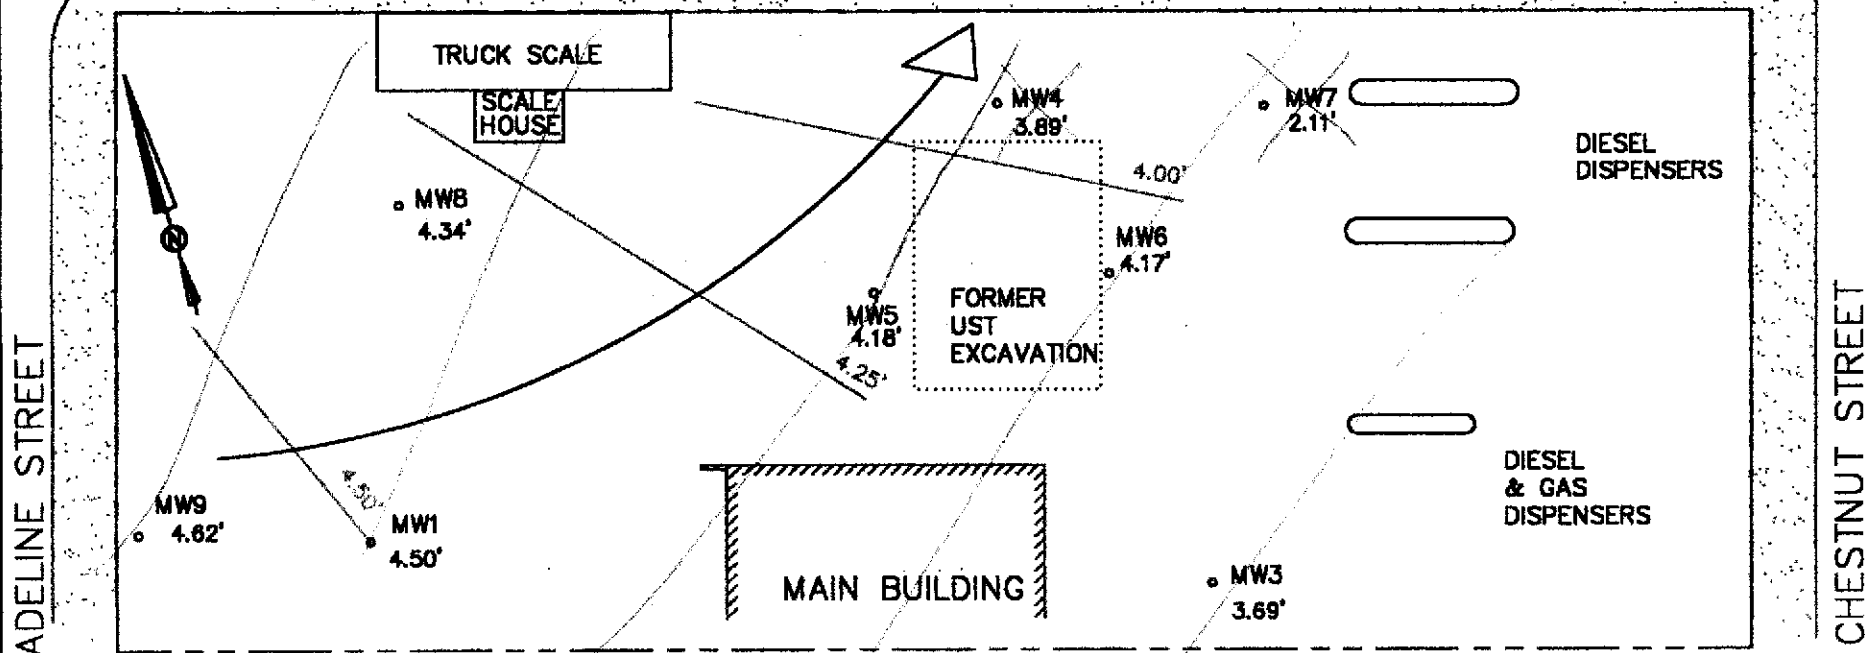 TRUCK SCALE
SCALE
HOUSE
MW4
3.89'
MW7
2.11'
DIESEL
DISPENSERS
4.00'
MW8
4.34'
N
MW6
4.17'
MW5
4.18'
FORMER
UST
EXCAVATION
4.25'
ADELINE STREET
CHESTNUT STREET
4.50'
MW9
4.62'
MW1
4.50'
DIESEL
& GAS
DISPENSERS
MAIN BUILDING
MW3
3.69'